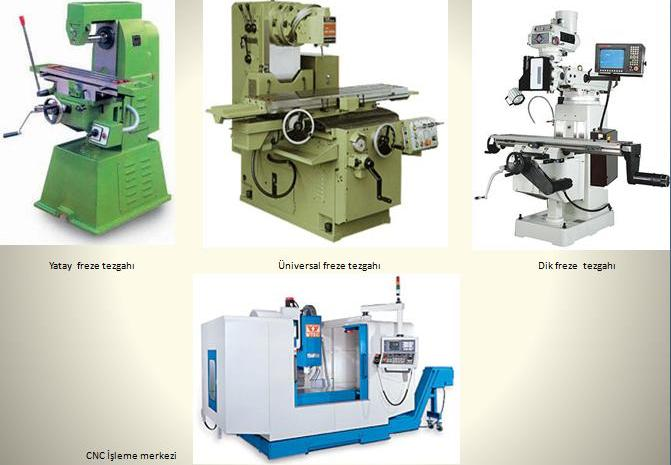 Yatay  freze tezgahı
Üniversal freze tezgahı
Dik freze  tezgahı
CNC İşleme merkezi